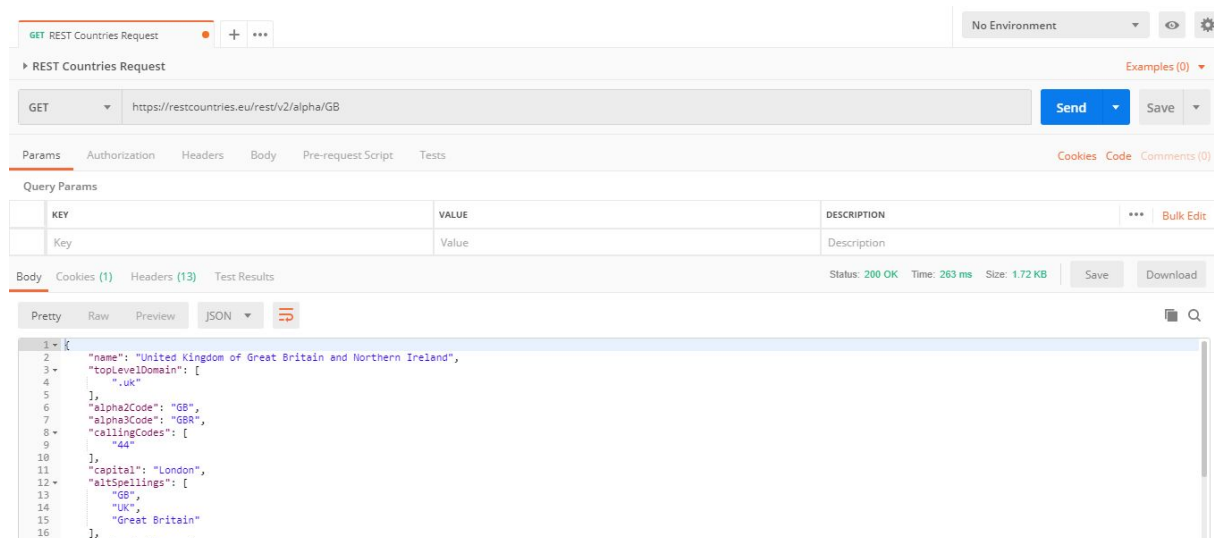 GET REST Countries Request + ••• No Environment
REST Countries Request Examples (0)
GET https://restcountries.eu/rest/v2/alpha/GB Send Save
Params Authorization Headers Body Pre-request Script Tests Cookies Code Comments (0)
Query Params
KEY VALUE DESCRIPTION ••• Bulk Edit
Key Value Description
Body Cookies (1) Headers (13) Test Results Status: 200 OK Time: 263 ms Size: 1.72 KB Save Download
Pretty Raw Preview JSON
1 {
2 "name": "United Kingdom of Great Britain and Northern Ireland",
3 "topLevelDomain": [
4 ".uk"
5 ],
6 "alpha2Code": "GB",
7 "alpha3Code": "GBR",
8 "callingCodes": [
9 "44"
10 ],
11 "capital": "London",
12 "altSpellings": [
13 "GB",
14 "UK",
15 "Great Britain"
16 ],